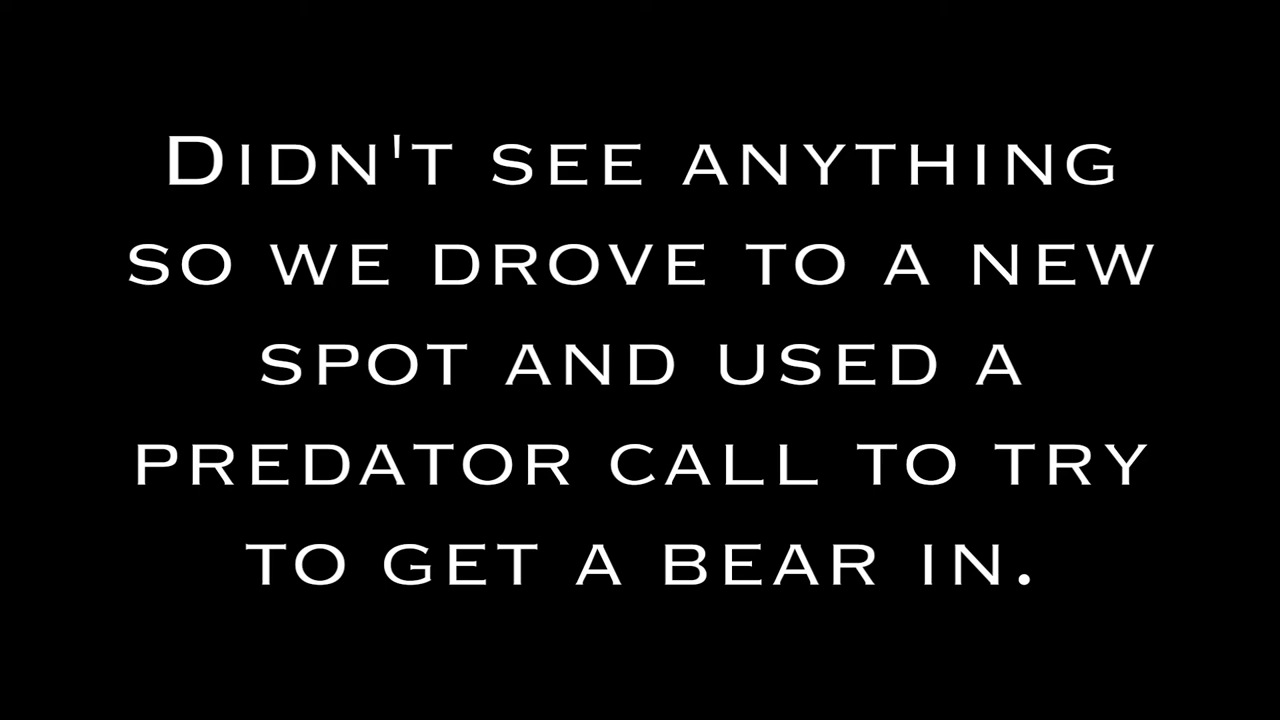 Didn't see anything
so we drove to a new
spot and used a
predator call to try
to get a bear in.